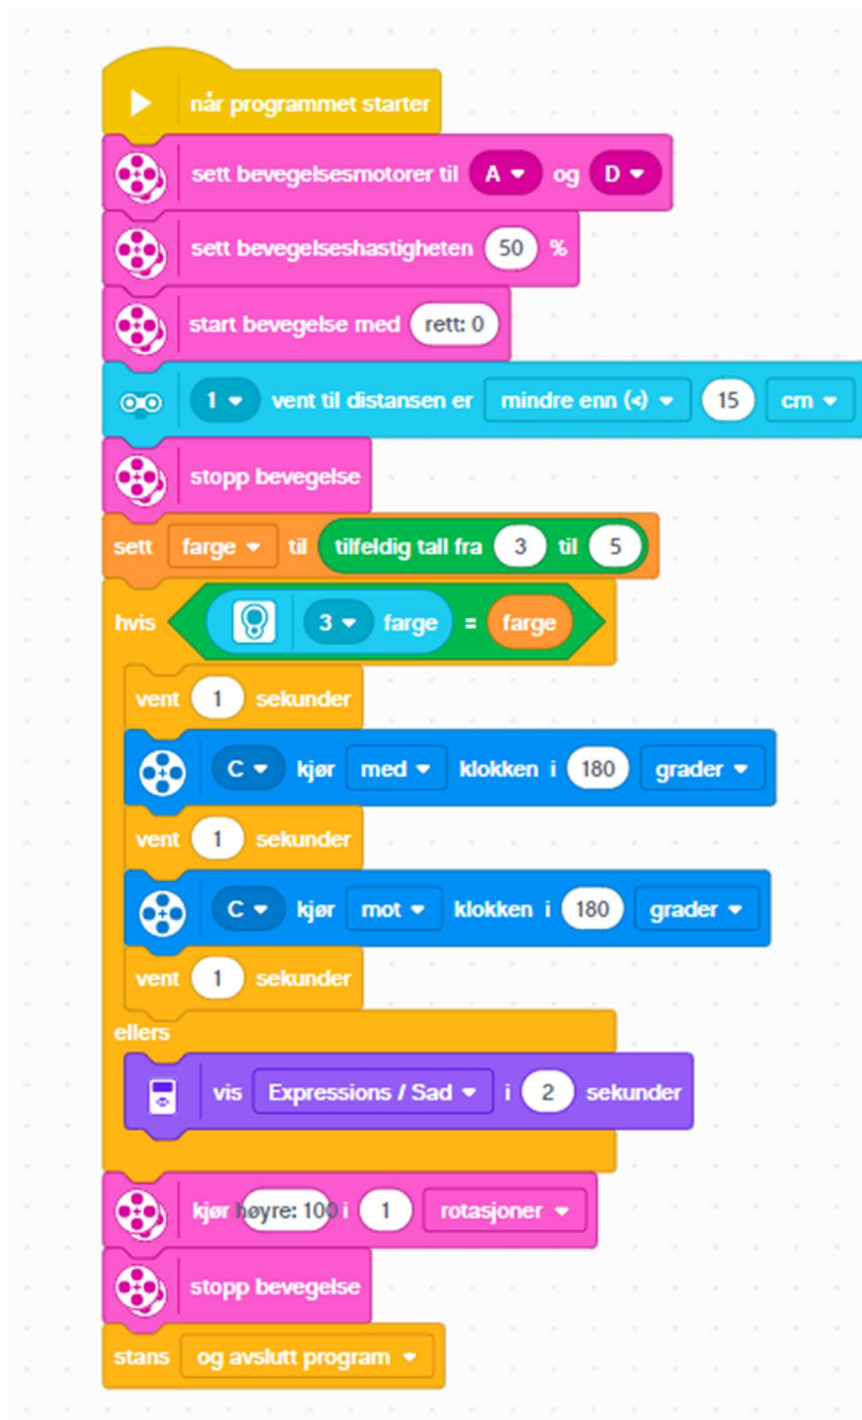 når programmet starter
sett bevegelsesmotorer til A og D
sett bevegelseshastigheten 50 %
start bevegelse med rett: 0
1 vent til distansen er mindre enn (<) 15 cm
stopp bevegelse
sett farge til tilfeldig tall fra 3 til 5
hvis 3 farge = farge
vent 1 sekunder
C kjør med klokken i 180 grader
vent 1 sekunder
C kjør mot klokken i 180 grader
vent 1 sekunder
ellers
vis Expressions / Sad i 2 sekunder
kjør høyre: 100 i 1 rotasjoner
stopp bevegelse
stans og avslutt program